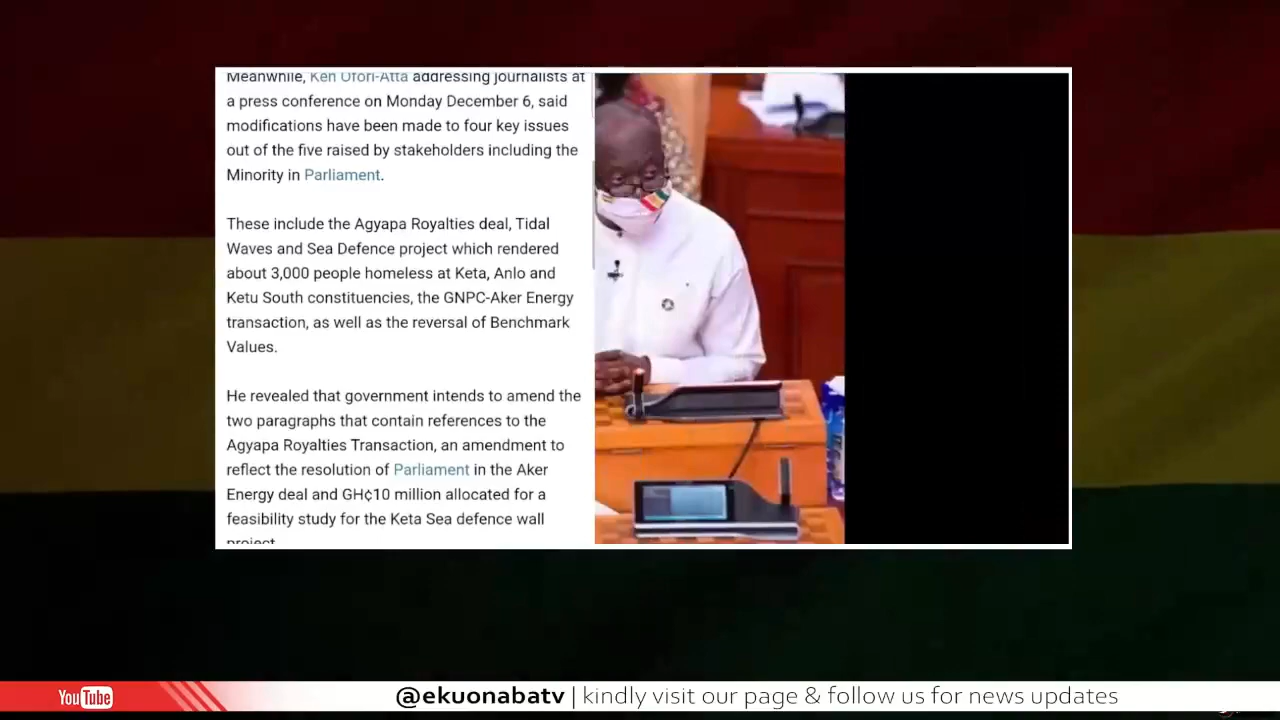 Meanwhile, Ken Ofori-Atta addressing journalists at
a press conference on Monday December 6, said
modifications have been made to four key issues
out of the five raised by stakeholders including the
Minority in Parliament.
These include the Agyapa Royalties deal, Tidal
Waves and Sea Defence project which rendered
about 3,000 people homeless at Keta, Anlo and
Ketu South constituencies, the GNPC-Aker Energy
transaction, as well as the reversal of Benchmark
Values.
He revealed that government intends to amend the
two paragraphs that contain references to the
Agyapa Royalties Transaction, an amendment to
reflect the resolution of Parliament in the Aker
Energy deal and GH¢10 million allocated for a
feasibility study for the Keta Sea defence wall
project
YouTube
@ekuonabatv | kindly visit our page & follow us for news updates